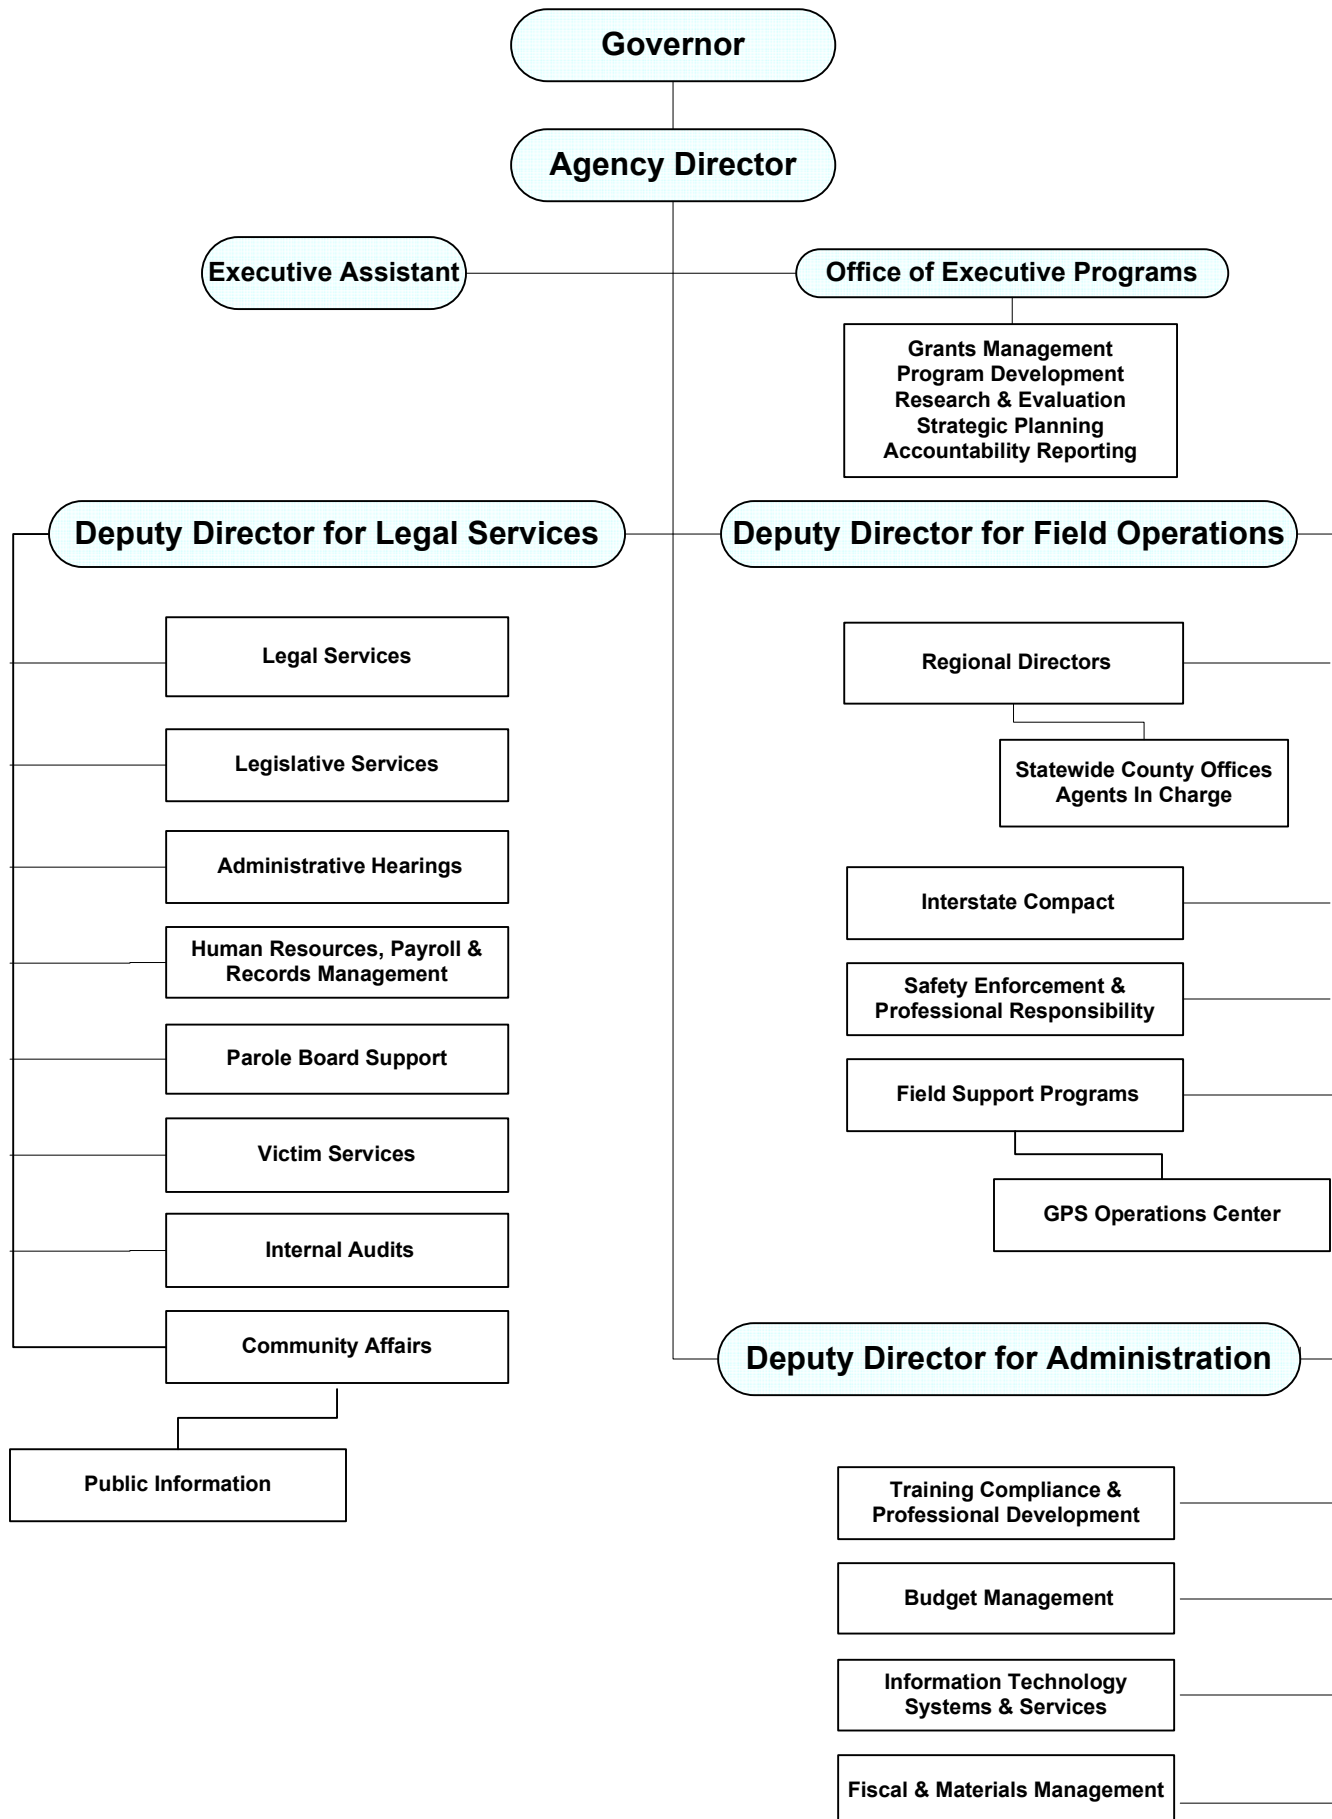 Governor
Agency Director
Executive Assistant
Office of Executive Programs
Grants Management
Program Development
Research & Evaluation
Strategic Planning
Accountability Reporting
Deputy Director for Legal Services
Legal Services
Legislative Services
Administrative Hearings
Human Resources, Payroll &
Records Management
Parole Board Support
Victim Services
Internal Audits
Community Affairs
Public Information
Deputy Director for Field Operations
Regional Directors
Statewide County Offices
Agents In Charge
Interstate Compact
Safety Enforcement &
Professional Responsibility
Field Support Programs
GPS Operations Center
Deputy Director for Administration
Training Compliance &
Professional Development
Budget Management
Information Technology
Systems & Services
Fiscal & Materials Management